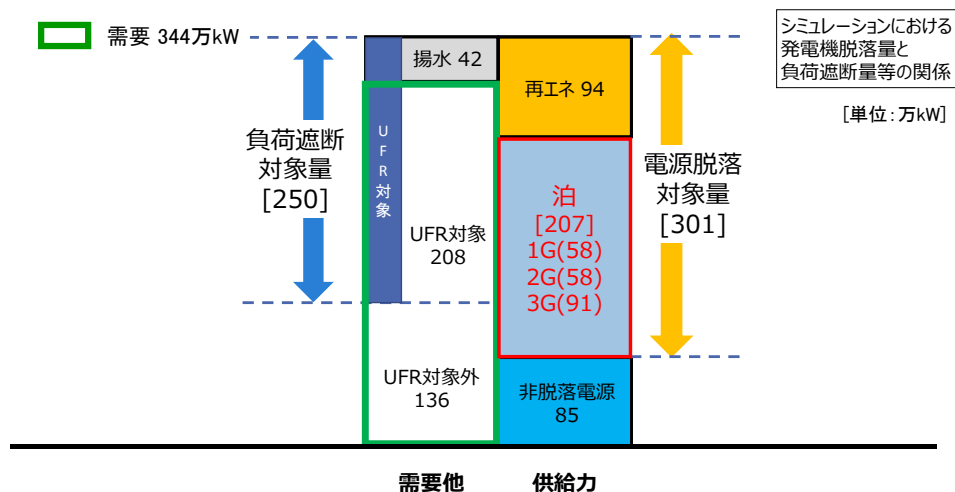 需要 344万kW
シミュレーションにおける
発電機脱落量と
負荷遮断量等の関係
[単位：万kW]
負荷遮断
対象量
[250]
UFR対象
揚水 42
UFR対象
208
UFR対象外
136
再エネ 94
泊
[207]
1G(58)
2G(58)
3G(91)
非脱落電源
85
電源脱落
対象量
[301]
需要他
供給力